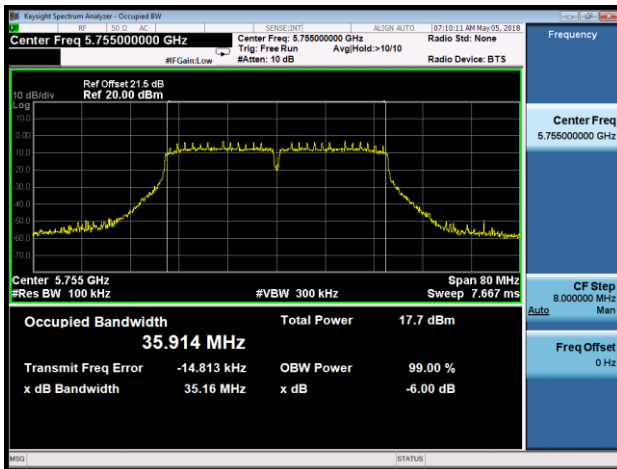 Keysight Spectrum Analyzer - Occupied BW
RF 50 Ω AC SENSE:INT ALIGN AUTO 07:10:11 AM May 05, 2018
Center Freq 5.755000000 GHz Center Freq: 5.755000000 GHz Radio Std: None Frequency
Trig: Free Run Avg|Hold:>10/10
#IFGain:Low #Atten: 10 dB Radio Device: BTS
Ref Offset 21.5 dB
10 dB/div Ref 20.00 dBm
Log
10.0
0.00
-10.0
-20.0
-30.0
-40.0
-50.0
-60.0
-70.0
Center Freq
5.755000000 GHz
Center 5.755 GHz Span 80 MHz
#Res BW 100 kHz #VBW 300 kHz Sweep 7.667 ms
CF Step
8.000000 MHz
Auto Man
Occupied Bandwidth Total Power 17.7 dBm
35.914 MHz
Transmit Freq Error -14.813 kHz OBW Power 99.00 %
x dB Bandwidth 35.16 MHz x dB -6.00 dB
Freq Offset
0 Hz
MSG STATUS